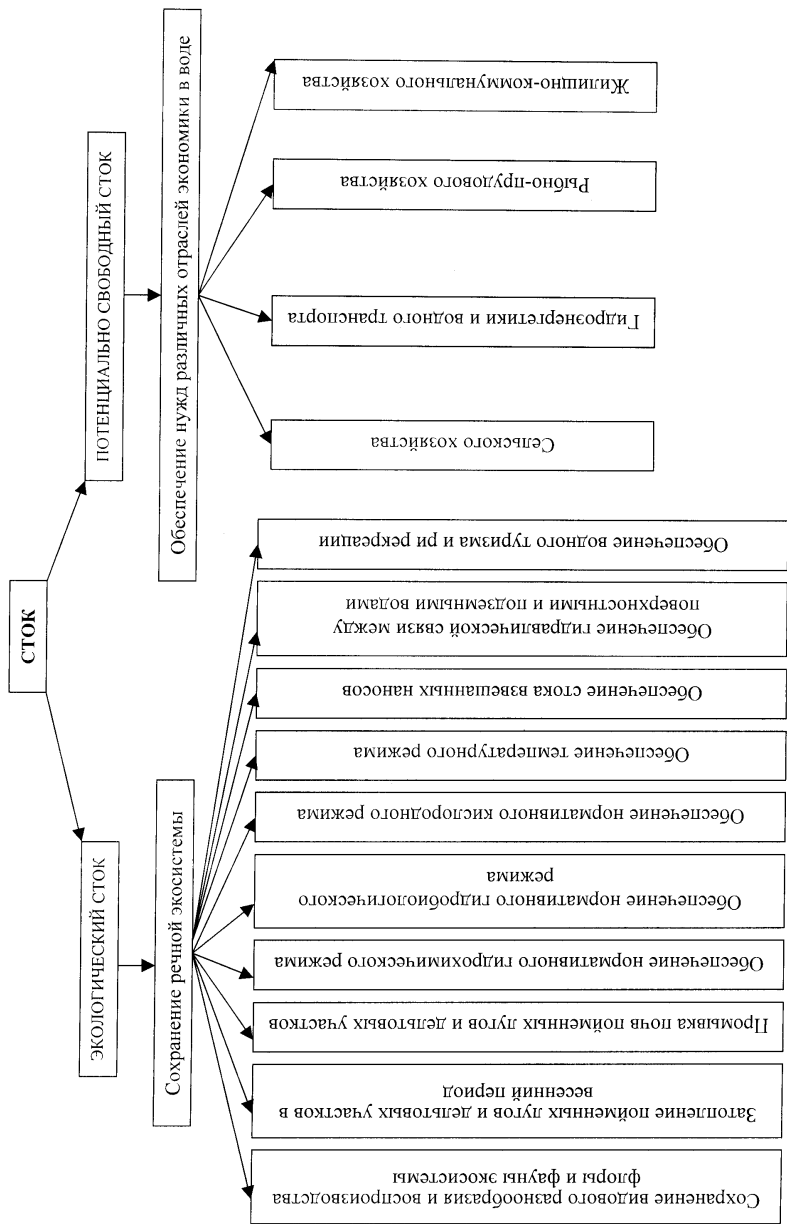 СТОК
ЭКОЛОГИЧЕСКИЙ СТОК
ПОТЕНЦИАЛЬНО СВОБОДНЫЙ СТОК
Сохранение речной экосистемы
Обеспечение нужд различных отраслей экономики в воде
Сохранение видового разнообразия и воспроизводства
флоры и фауны экосистемы
Затопление пойменных лугов и дельтовых участков в
весенний период
Промывка почв пойменных лугов и дельтовых участков
Обеспечение нормативного гидрохимического режима
Обеспечение нормативного гидробиологического
режима
Обеспечение нормативного кислородного режима
Обеспечение температурного режима
Обеспечение стока взвешанных наносов
Обеспечение гидравлической связи между
поверхностными и подземными водами
Обеспечение водного туризма и ри рекреации
Сельского хозяйства
Гидроэнергетики и водного транспорта
Рыбно-прудового хозяйства
Жилищно-коммунального хозяйства